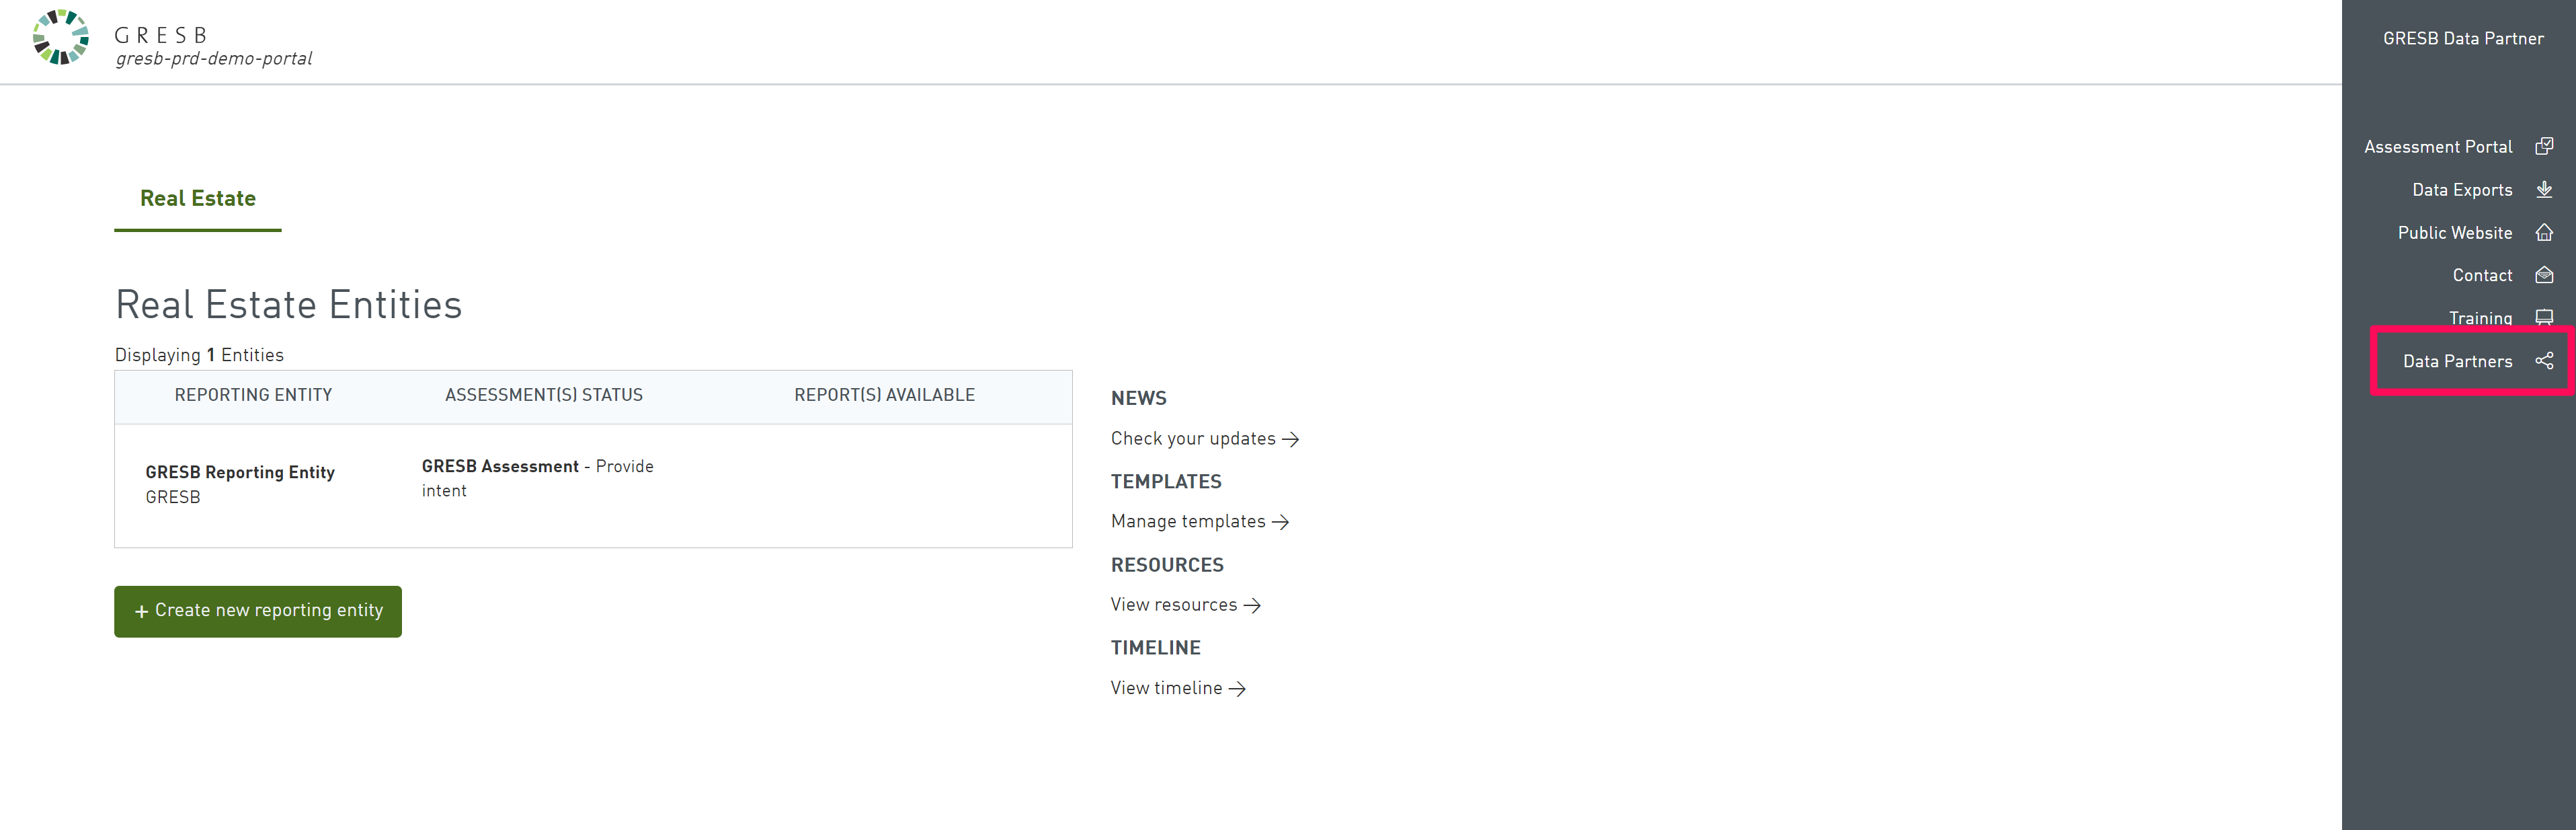 GRESB
gresb-prd-demo-portal
GRESB Data Partner
Assessment Portal
Data Exports
Public Website
Contact
Training
Data Partners
Real Estate
Real Estate Entities
Displaying 1 Entities
REPORTING ENTITY ASSESSMENT(S) STATUS REPORT(S) AVAILABLE
GRESB Reporting Entity
GRESB
GRESB Assessment - Provide
intent
+ Create new reporting entity
NEWS
Check your updates →
TEMPLATES
Manage templates →
RESOURCES
View resources →
TIMELINE
View timeline →